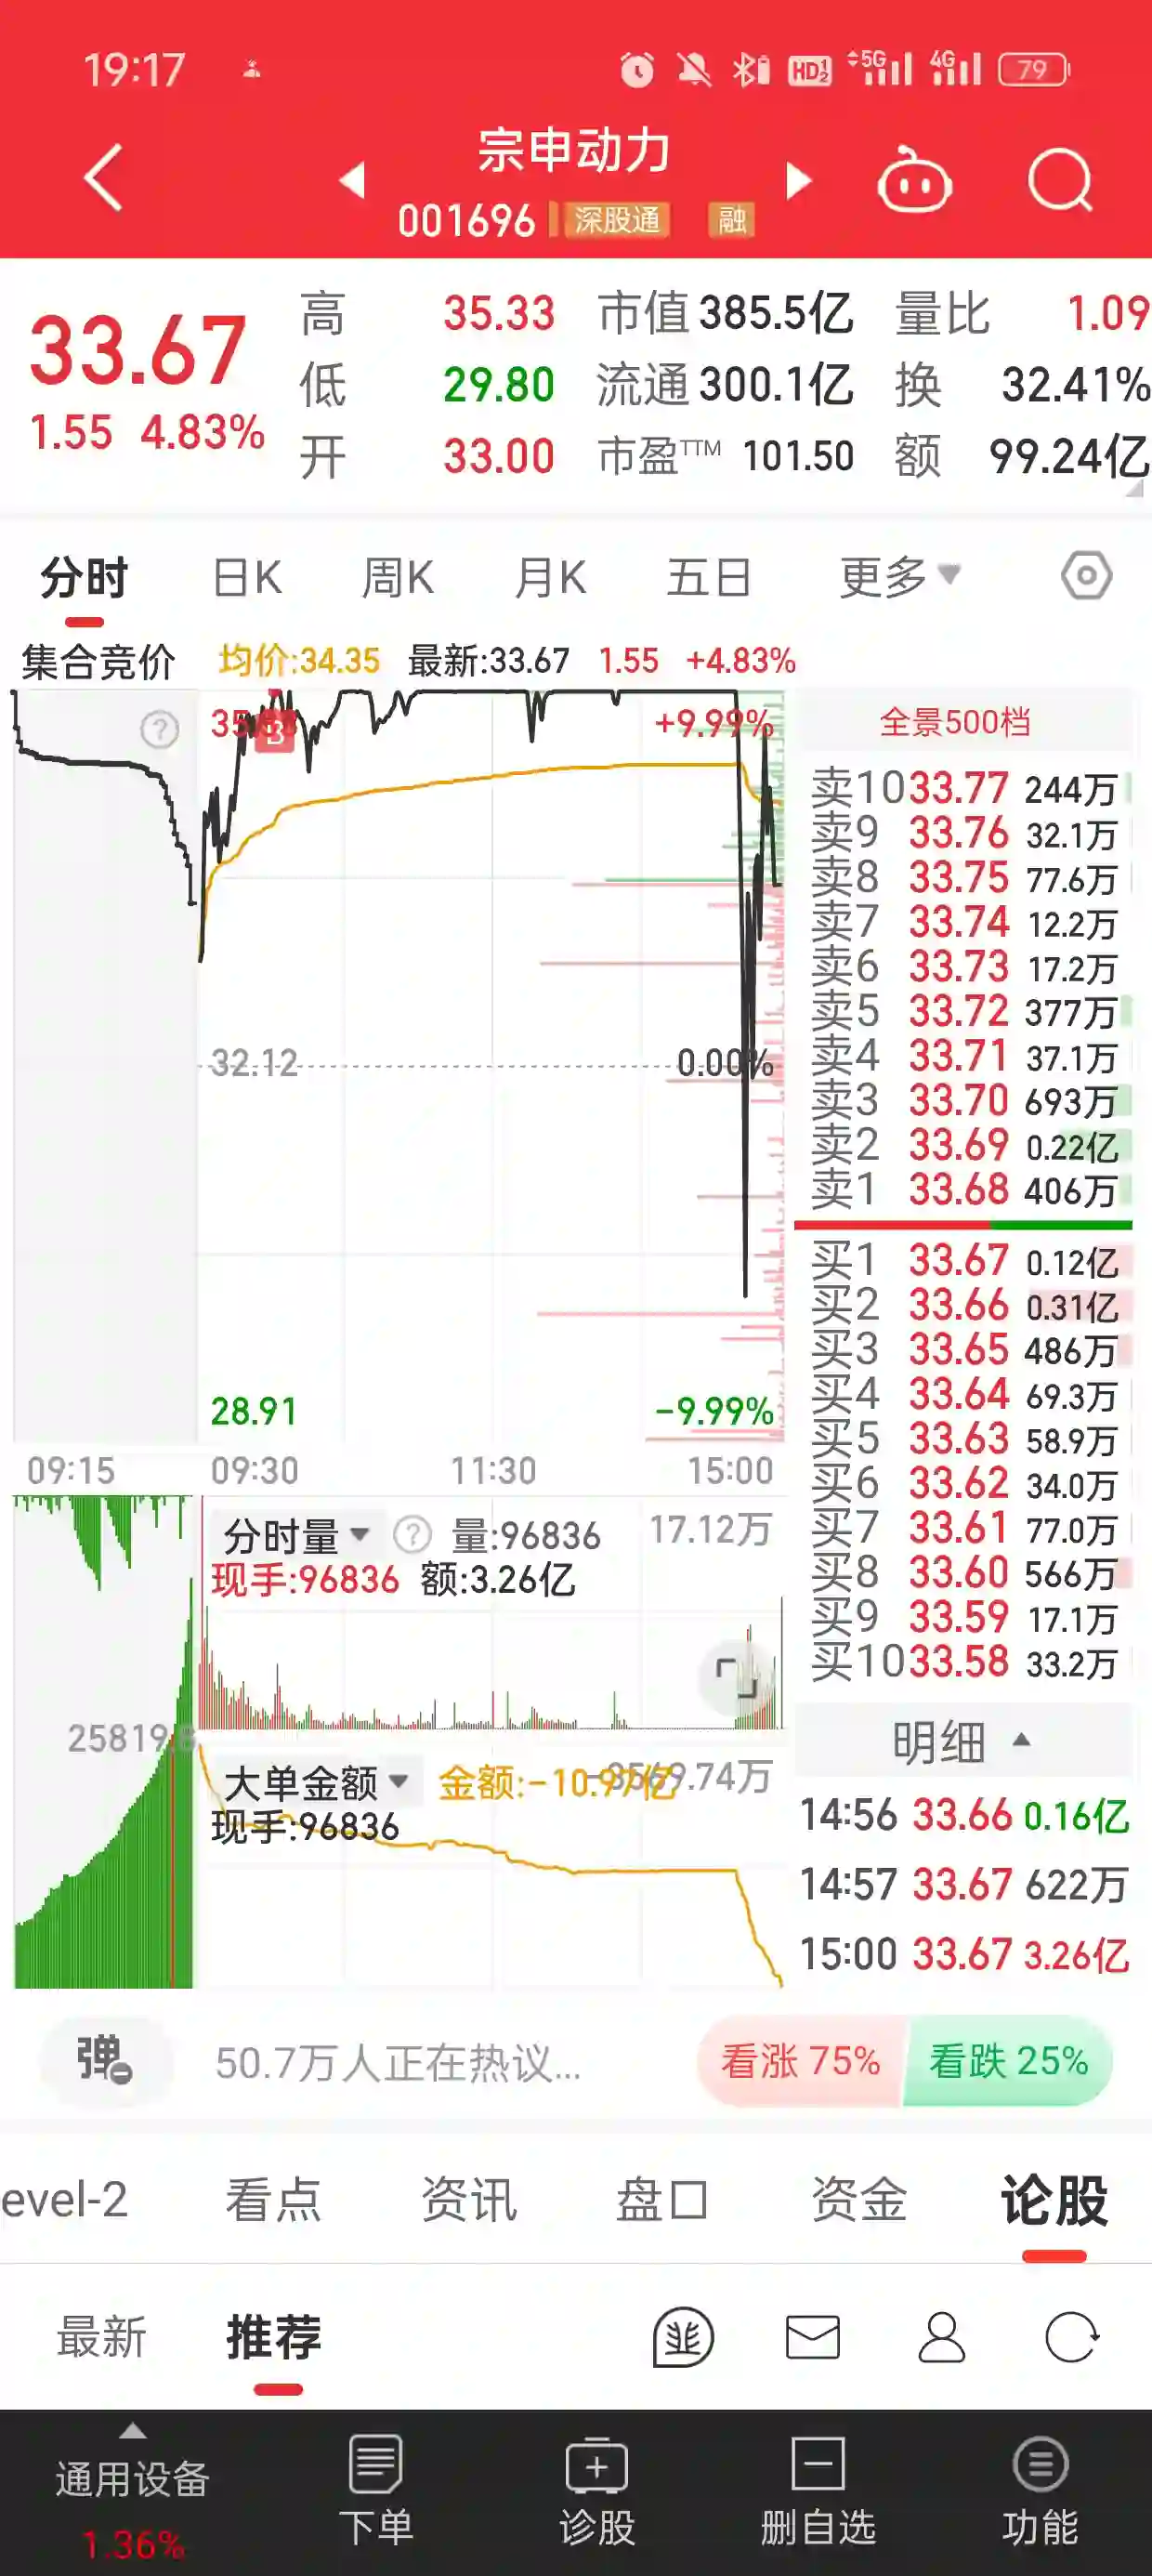 19:17 HD 1 2 5G 4G 79
宗申动力
001696 深股通 融
33.67
1.55 4.83%
高 35.33 市值 385.5亿 量比 1.09
低 29.80 流通 300.1亿 换 32.41%
开 33.00 市盈TTM 101.50 额 99.24亿
分时 日K 周K 月K 五日 更多
集合竞价 均价:34.35 最新:33.67 1.55 +4.83%
? B +9.99%
32.12 0.00%
28.91 -9.99%
09:15 09:30 11:30 15:00
全景500档
卖10 33.77 244万
卖9 33.76 32.1万
卖8 33.75 77.6万
卖7 33.74 12.2万
卖6 33.73 17.2万
卖5 33.72 377万
卖4 33.71 37.1万
卖3 33.70 693万
卖2 33.69 0.22亿
卖1 33.68 406万
买1 33.67 0.12亿
买2 33.66 0.31亿
买3 33.65 486万
买4 33.64 69.3万
买5 33.63 58.9万
买6 33.62 34.0万
买7 33.61 77.0万
买8 33.60 566万
买9 33.59 17.1万
买10 33.58 33.2万
分时量 ? 量:96836 17.12万
现手:96836 额:3.26亿
25819.8
大单金额 金额:-10.97亿
现手:96836
明细
14:56 33.66 0.16亿
14:57 33.67 622万
15:00 33.67 3.26亿
弹 50.7万人正在热议... 看涨 75% 看跌 25%
evel-2 看点 资讯 盘口 资金 论股
最新 推荐
通用设备 下单 诊股 删自选 功能
1.36%